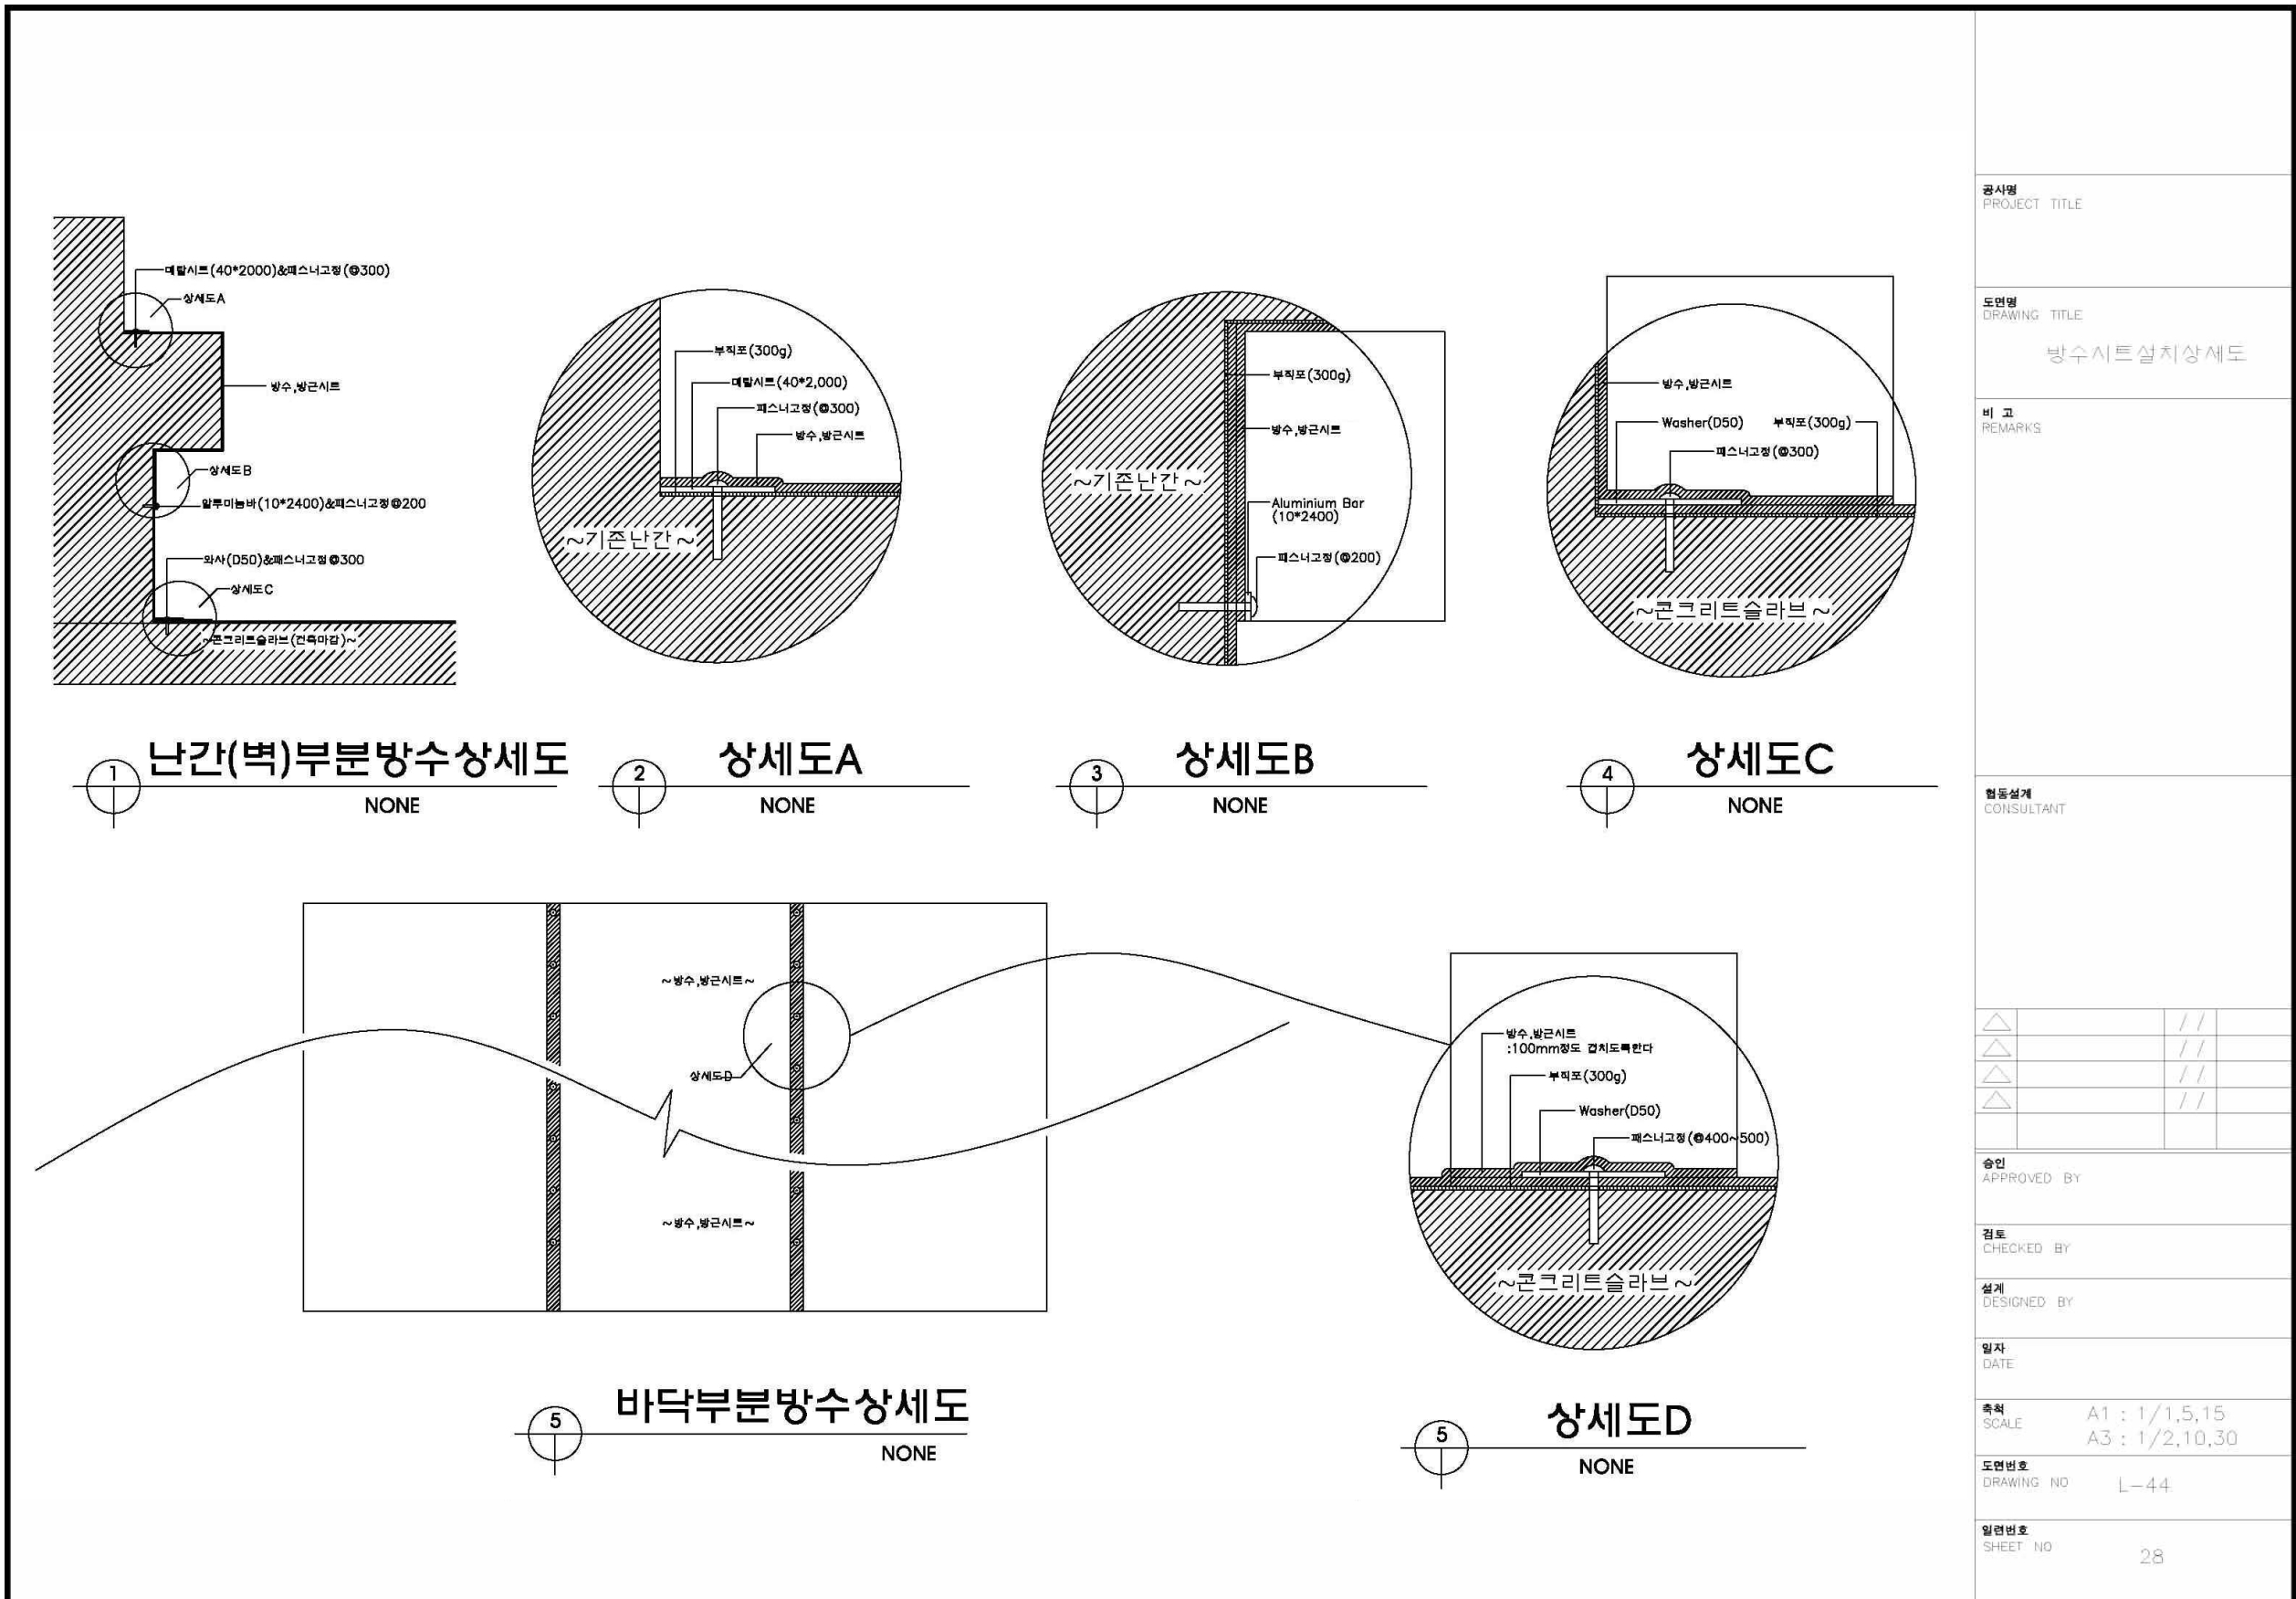 메탈시트(40*2000)&패스너고정(@300)
상세도A
방수,방근시트
상세도B
알루미늄바(10*2400)&패스너고정@200
와샤(D50)&패스너고정@300
상세도C
~콘크리트슬라브(건축마감)~
1
난간(벽)부분방수상세도
NONE
부직포(300g)
메탈시트(40*2,000)
패스너고정(@300)
방수,방근시트
~기존난간~
2
상세도A
NONE
부직포(300g)
방수,방근시트
~기존난간~
Aluminium Bar
(10*2400)
패스너고정(@200)
3
상세도B
NONE
방수,방근시트
Washer(D50)
부직포(300g)
패스너고정(@300)
~콘크리트슬라브~
4
상세도C
NONE
~방수,방근시트~
상세도D
~방수,방근시트~
5
바닥부분방수상세도
NONE
방수,방근시트
:100mm정도 겹치도록한다
부직포(300g)
Washer(D50)
패스너고정(@400~500)
~콘크리트슬라브~
5
상세도D
NONE
공사명
PROJECT TITLE
도면명
DRAWING TITLE
방수시트설치상세도
비 고
REMARKS
협동설계
CONSULTANT
/ /
/ /
/ /
/ /
승인
APPROVED BY
검토
CHECKED BY
설계
DESIGNED BY
일자
DATE
축척
SCALE
A1 : 1/1,5,15
A3 : 1/2,10,30
도면번호
DRAWING NO
L-44
일련번호
SHEET NO
28